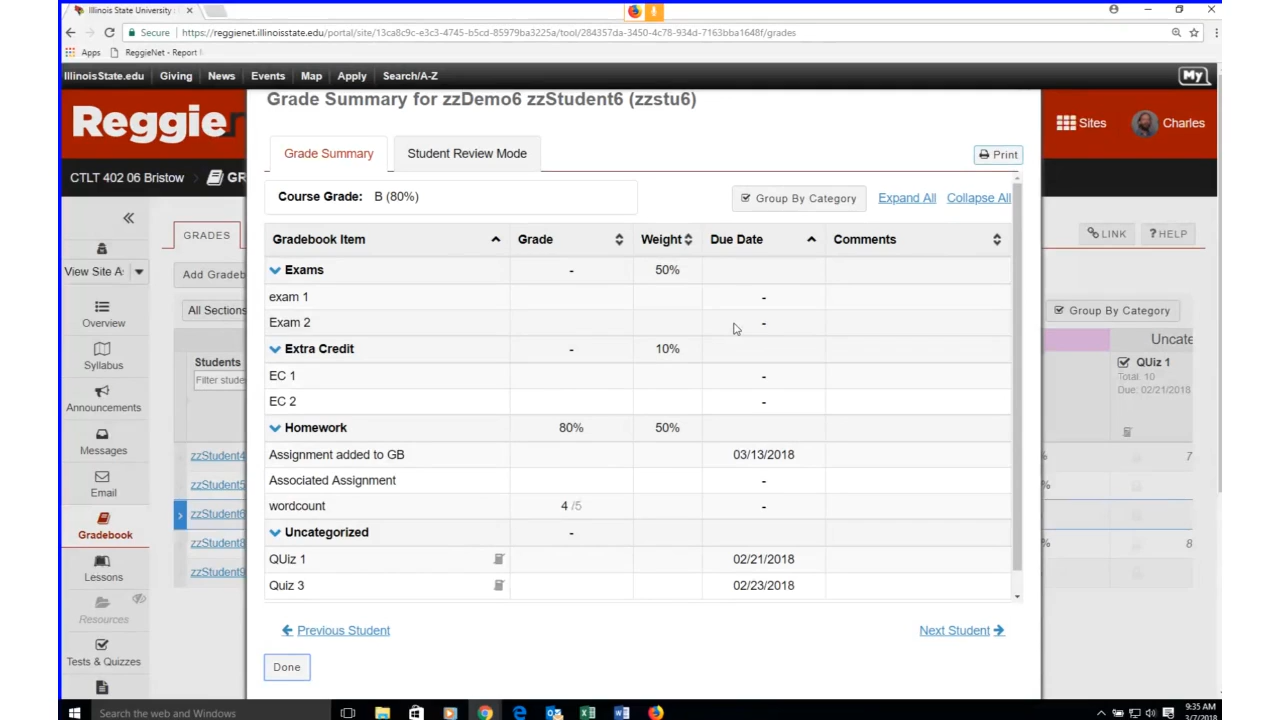 Illinois State University
Secure https://reggienet.illinoisstate.edu/portal/site/13ca8c9c-e3c3-4745-b5cd-85979ba3225a/tool/284357da-3450-4c78-934d-7163bba1648f/grades
Apps ReggieNet - Report
IllinoisState.edu Giving News Events Map Apply Search/A-Z My
Grade Summary for zzDemo6 zzStudent6 (zzstu6)
Reggie Sites Charles
Grade Summary Student Review Mode Print
CTLT 402 06 Bristow GR
Course Grade: B (80%) Group By Category Expand All Collapse All
GRADES LINK ? HELP
Gradebook Item Grade Weight Due Date Comments
View Site A: Add Gradeb
Exams - 50%
exam 1 -
Overview All Sections Group By Category
Exam 2 -
Extra Credit - 10%
Syllabus Students Uncate
QUiz 1
Total: 10
Due: 02/21/2018
Filter stude
EC 1 -
EC 2 -
Announcements
Homework 80% 50%
Messages
Assignment added to GB 03/13/2018
zzStudent4 % 7
Associated Assignment -
zzStudent5 %
Email
wordcount 4 /5 -
zzStudent6
Gradebook
Uncategorized -
zzStudent8 % 8
QUiz 1 02/21/2018
zzStudent9
Lessons
Quiz 3 02/23/2018
Resources
Previous Student Next Student
Tests & Quizzes
Done
Search the web and Windows
9:35 AM
3/7/2018